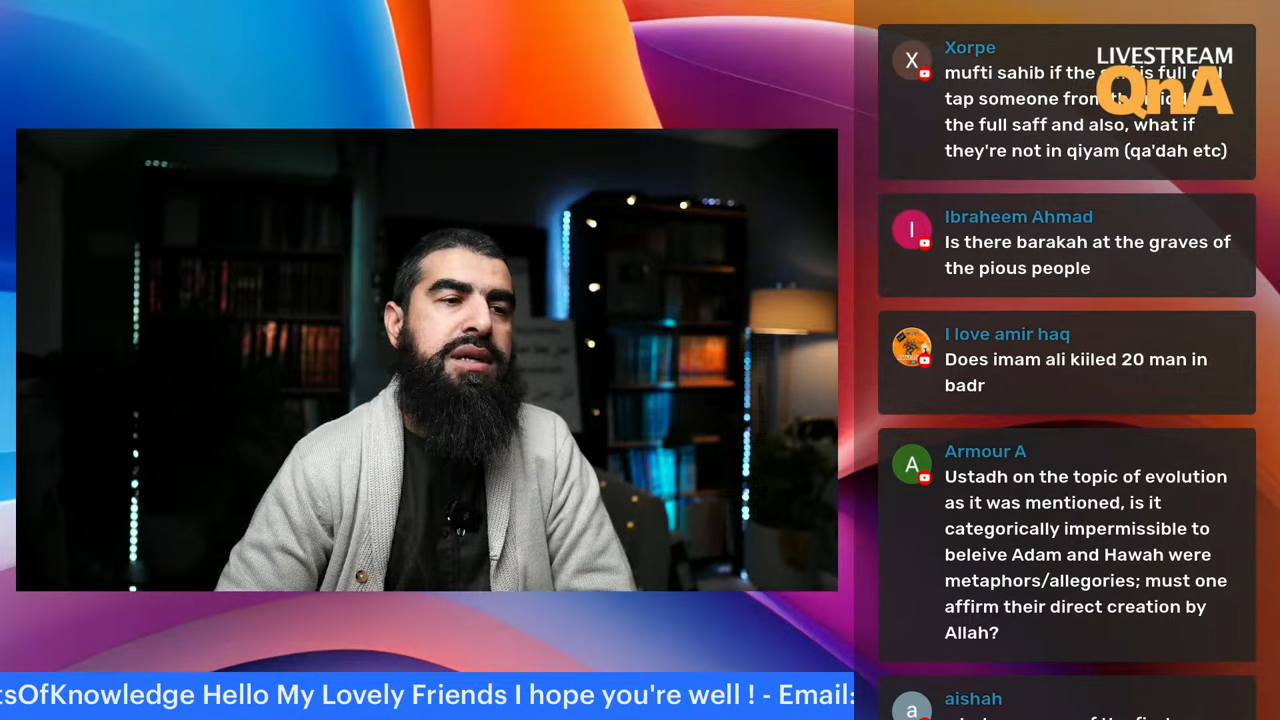 Xorpe
mufti sahib if the is full
tap someone from
the full saff and also, what if
they're not in qiyam (qa'dah etc)
LIVESTREAM
QnA
Ibraheem Ahmad
Is there barakah at the graves of
the pious people
I love amir haq
Does imam ali kiiled 20 man in
badr
Armour A
Ustadh on the topic of evolution
as it was mentioned, is it
categorically impermissible to
beleive Adam and Hawah were
metaphors/allegories; must one
affirm their direct creation by
Allah?
aishah
tsOfKnowledge Hello My Lovely Friends I hope you're well ! - Email: